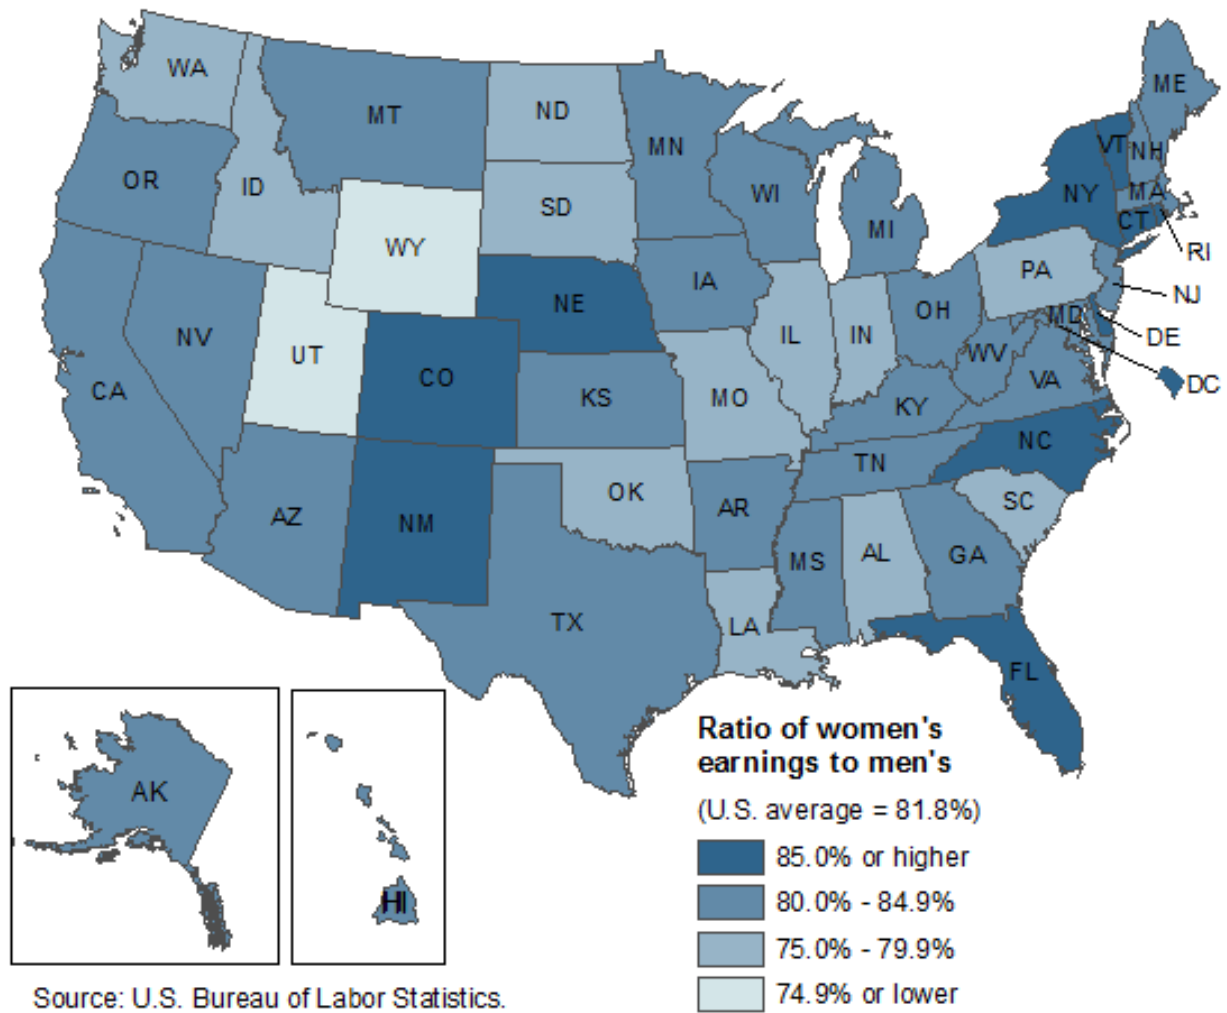 WA
MT
ND
MN
ME
VT
NH
OR
ID
SD
WI
MI
NY
MA
CT
RI
WY
NE
IA
PA
NJ
NV
UT
CO
KS
MO
IL
IN
OH
MD
DE
CA
WV
VA
DC
KY
NC
AZ
NM
OK
AR
TN
SC
TX
LA
MS
AL
GA
FL
AK
HI
Ratio of women's
earnings to men's
(U.S. average = 81.8%)
85.0% or higher
80.0% - 84.9%
75.0% - 79.9%
74.9% or lower
Source: U.S. Bureau of Labor Statistics.